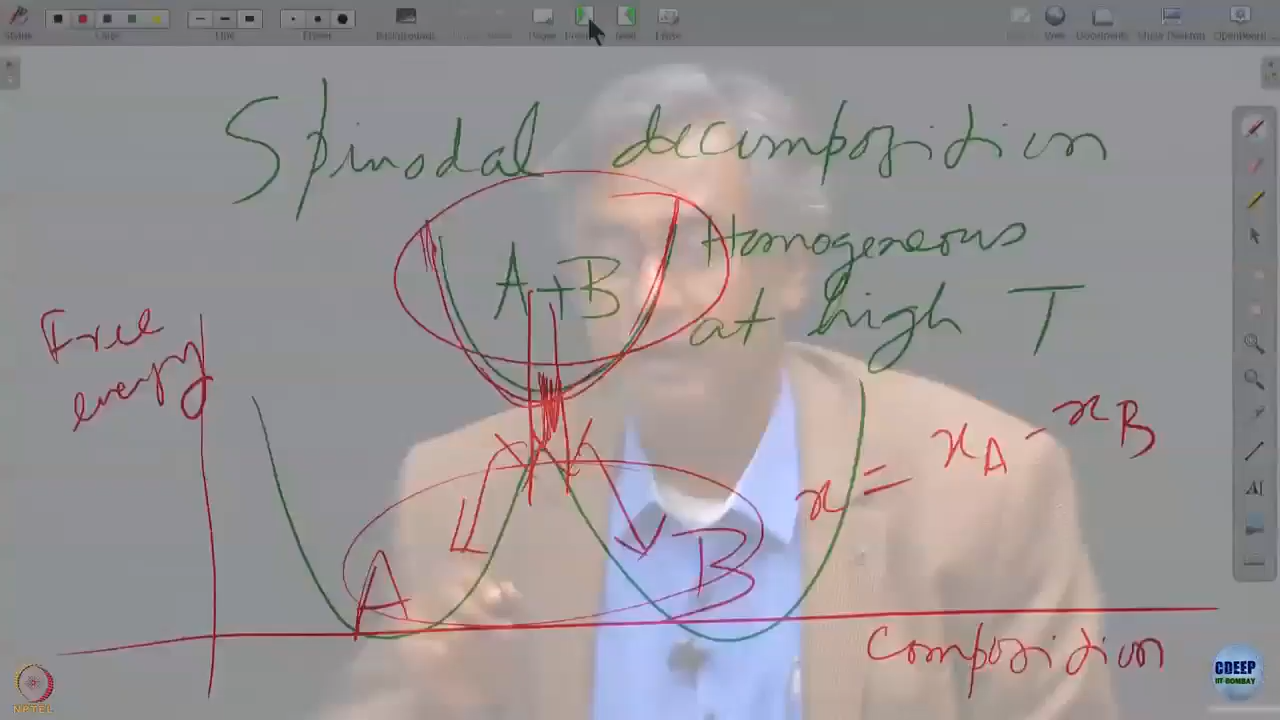 Spinodal decomposition
A+B
Homogeneous
at high T
Free
energy
x = xA - xB
A
B
Composition
NPTEL
CDEEP
IIT BOMBAY